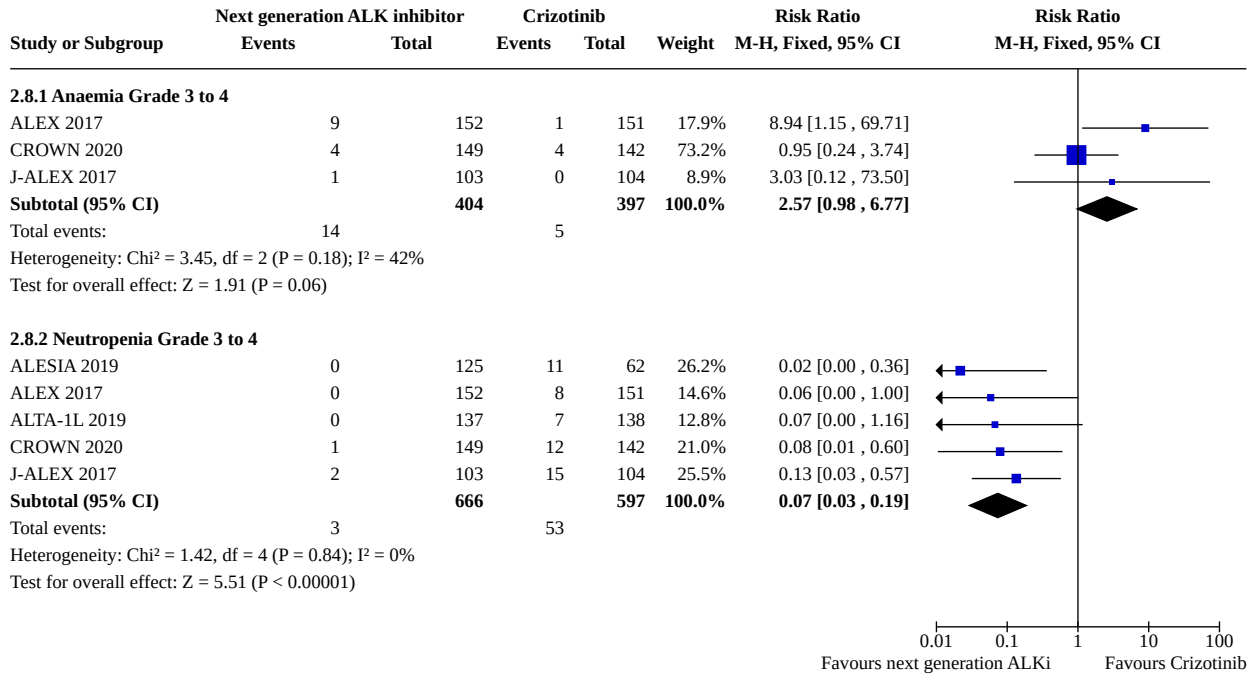 Next generation ALK inhibitor Crizotinib Risk Ratio Risk Ratio
Study or Subgroup Events Total Events Total Weight M-H, Fixed, 95% CI M-H, Fixed, 95% CI
2.8.1 Anaemia Grade 3 to 4
ALEX 2017 9 152 1 151 17.9% 8.94 [1.15 , 69.71]
CROWN 2020 4 149 4 142 73.2% 0.95 [0.24 , 3.74]
J-ALEX 2017 1 103 0 104 8.9% 3.03 [0.12 , 73.50]
Subtotal (95% CI) 404 397 100.0% 2.57 [0.98 , 6.77]
Total events: 14 5
Heterogeneity: Chi² = 3.45, df = 2 (P = 0.18); I² = 42%
Test for overall effect: Z = 1.91 (P = 0.06)
2.8.2 Neutropenia Grade 3 to 4
ALESIA 2019 0 125 11 62 26.2% 0.02 [0.00 , 0.36]
ALEX 2017 0 152 8 151 14.6% 0.06 [0.00 , 1.00]
ALTA-1L 2019 0 137 7 138 12.8% 0.07 [0.00 , 1.16]
CROWN 2020 1 149 12 142 21.0% 0.08 [0.01 , 0.60]
J-ALEX 2017 2 103 15 104 25.5% 0.13 [0.03 , 0.57]
Subtotal (95% CI) 666 597 100.0% 0.07 [0.03 , 0.19]
Total events: 3 53
Heterogeneity: Chi² = 1.42, df = 4 (P = 0.84); I² = 0%
Test for overall effect: Z = 5.51 (P < 0.00001)
0.01 0.1 1 10 100
Favours next generation ALKi Favours Crizotinib